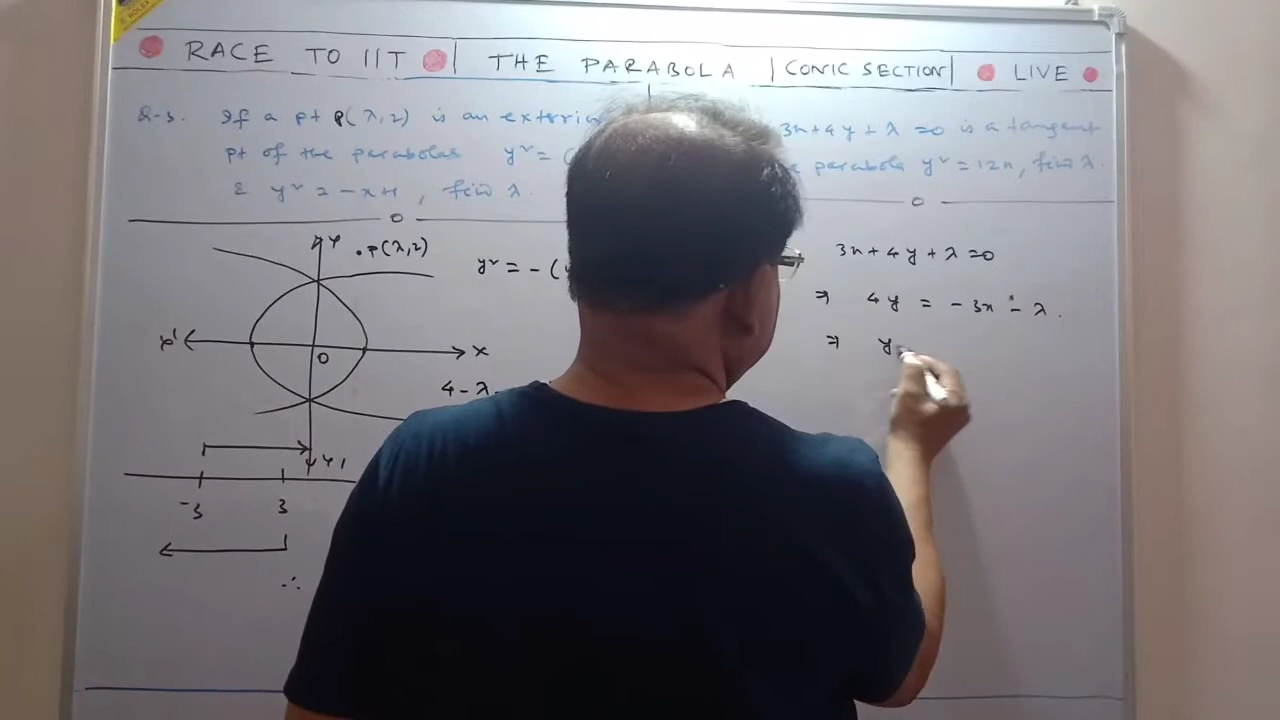 ROLEX
RACE TO IIT | THE PARABOLA | CONIC SECTION | LIVE
If a pt P(λ,2) is an
pt of the parabolas y² =
& y² = -x+1, find λ.
3x+4y+λ=0 is a tangent
parabola y² = 12x, find λ.
Y
.P(λ,2)
X'
O
X
Y'
-3
3
∴
y² = -(
4-λ
3x+4y+λ=0
⇒ 4y = -3x - λ.
⇒ y